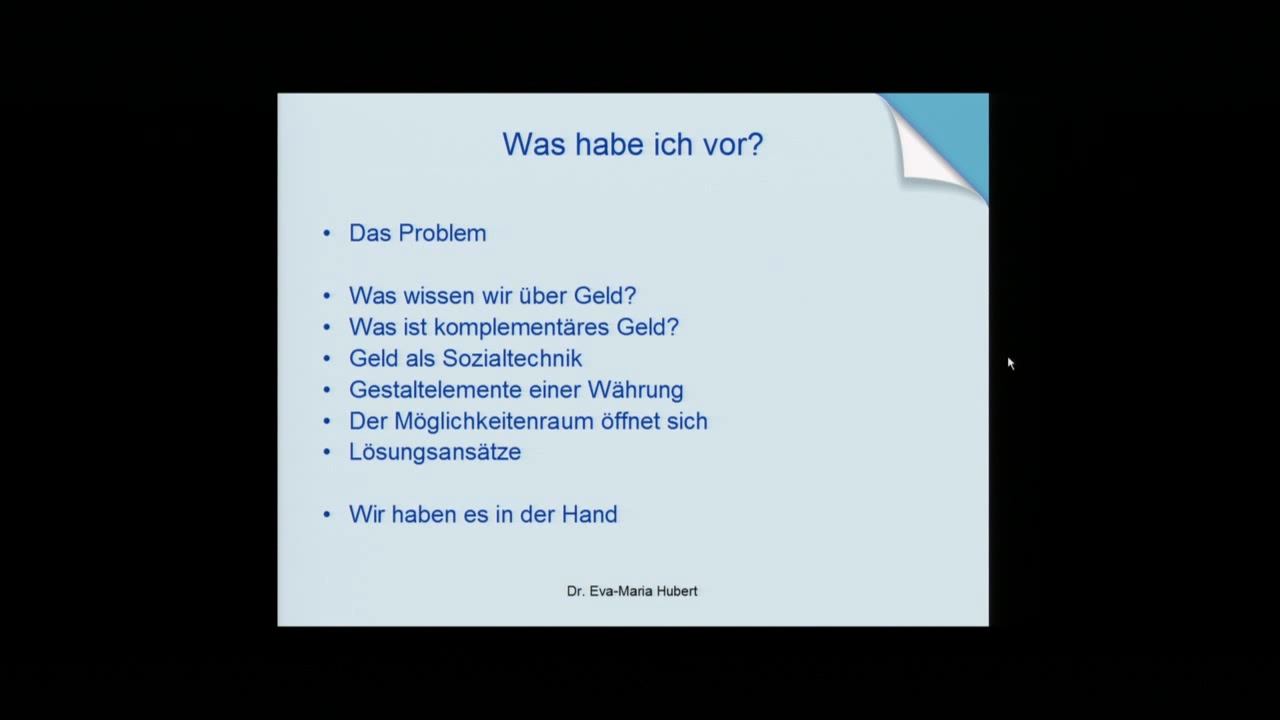 Was habe ich vor?
• Das Problem
• Was wissen wir über Geld?
• Was ist komplementäres Geld?
• Geld als Sozialtechnik
• Gestaltelemente einer Währung
• Der Möglichkeitenraum öffnet sich
• Lösungsansätze
• Wir haben es in der Hand
Dr. Eva-Maria Hubert